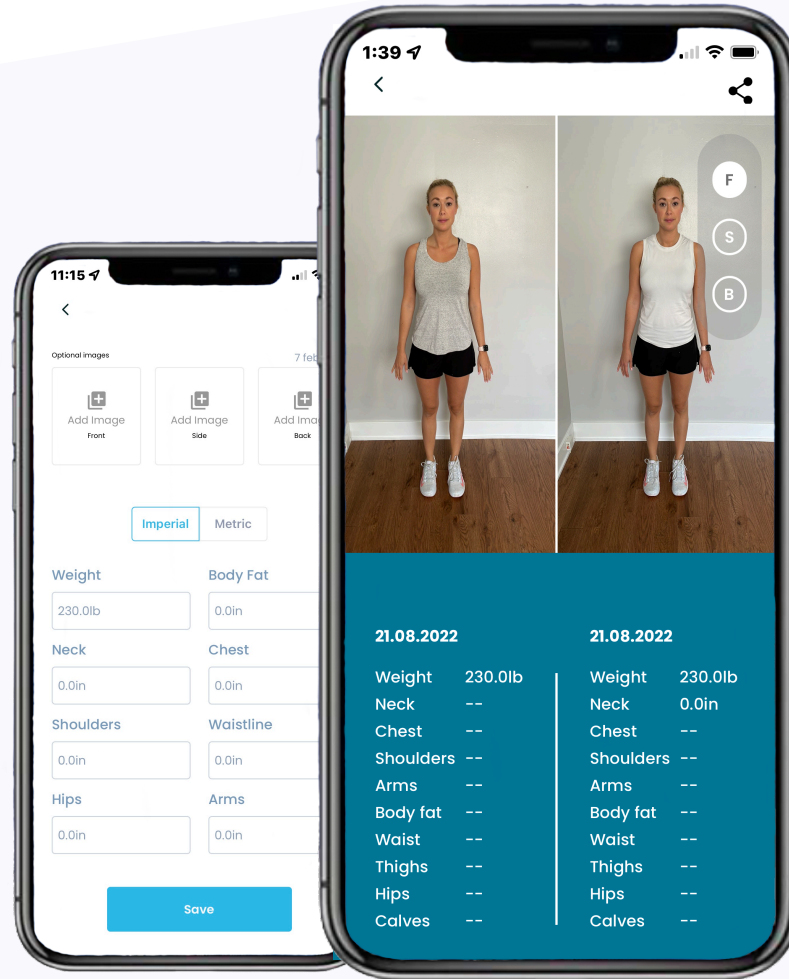 11:15
Optional images
7 feb
Add Image
Front
Add Image
Side
Add Ima
Back
Imperial
Metric
Weight
Body Fat
230.0lb
0.0in
Neck
Chest
0.0in
0.0in
Shoulders
Waistline
0.0in
0.0in
Hips
Arms
0.0in
0.0in
Save
1:39
F
S
B
21.08.2022
Weight 230.0lb
Neck --
Chest --
Shoulders --
Arms --
Body fat --
Waist --
Thighs --
Hips --
Calves --
21.08.2022
Weight 230.0lb
Neck 0.0in
Chest --
Shoulders --
Arms --
Body fat --
Waist --
Thighs --
Hips --
Calves --